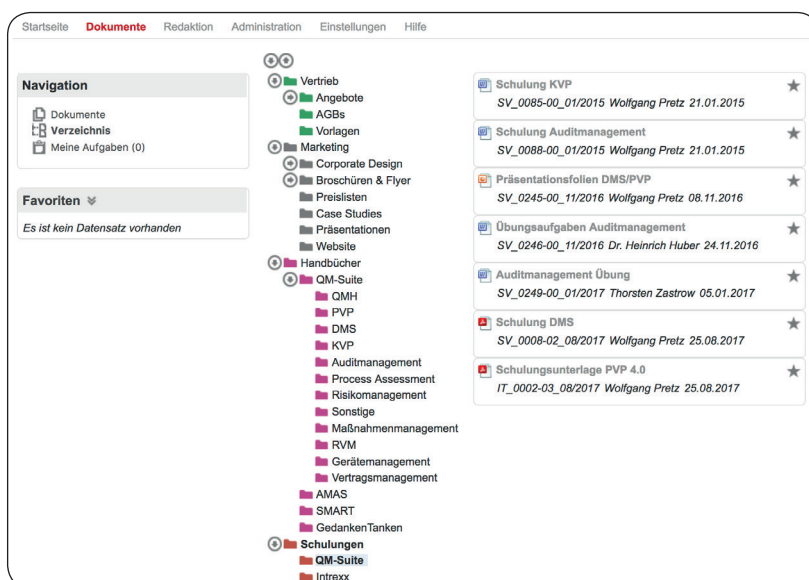 Startseite Dokumente Redaktion Administration Einstellungen Hilfe
Navigation
Dokumente
Verzeichnis
Meine Aufgaben (0)
Favoriten
Es ist kein Datensatz vorhanden
Vertrieb
Angebote
AGBs
Vorlagen
Marketing
Corporate Design
Broschüren & Flyer
Preislisten
Case Studies
Präsentationen
Website
Handbücher
QM-Suite
QMH
PVP
DMS
KVP
Auditmanagement
Process Assessment
Risikomanagement
Sonstige
Maßnahmenmanagement
RVM
Gerätemanagement
Vertragsmanagement
AMAS
SMART
GedankenTanken
Schulungen
QM-Suite
Intrexx
Schulung KVP
SV_0085-00_01/2015 Wolfgang Pretz 21.01.2015
Schulung Auditmanagement
SV_0088-00_01/2015 Wolfgang Pretz 21.01.2015
Präsentationsfolien DMS/PVP
SV_0245-00_11/2016 Wolfgang Pretz 08.11.2016
Übungsaufgaben Auditmanagement
SV_0246-00_11/2016 Dr. Heinrich Huber 24.11.2016
Auditmanagement Übung
SV_0249-00_01/2017 Thorsten Zastrow 05.01.2017
Schulung DMS
SV_0008-02_08/2017 Wolfgang Pretz 25.08.2017
Schulungsunterlage PVP 4.0
IT_0002-03_08/2017 Wolfgang Pretz 25.08.2017